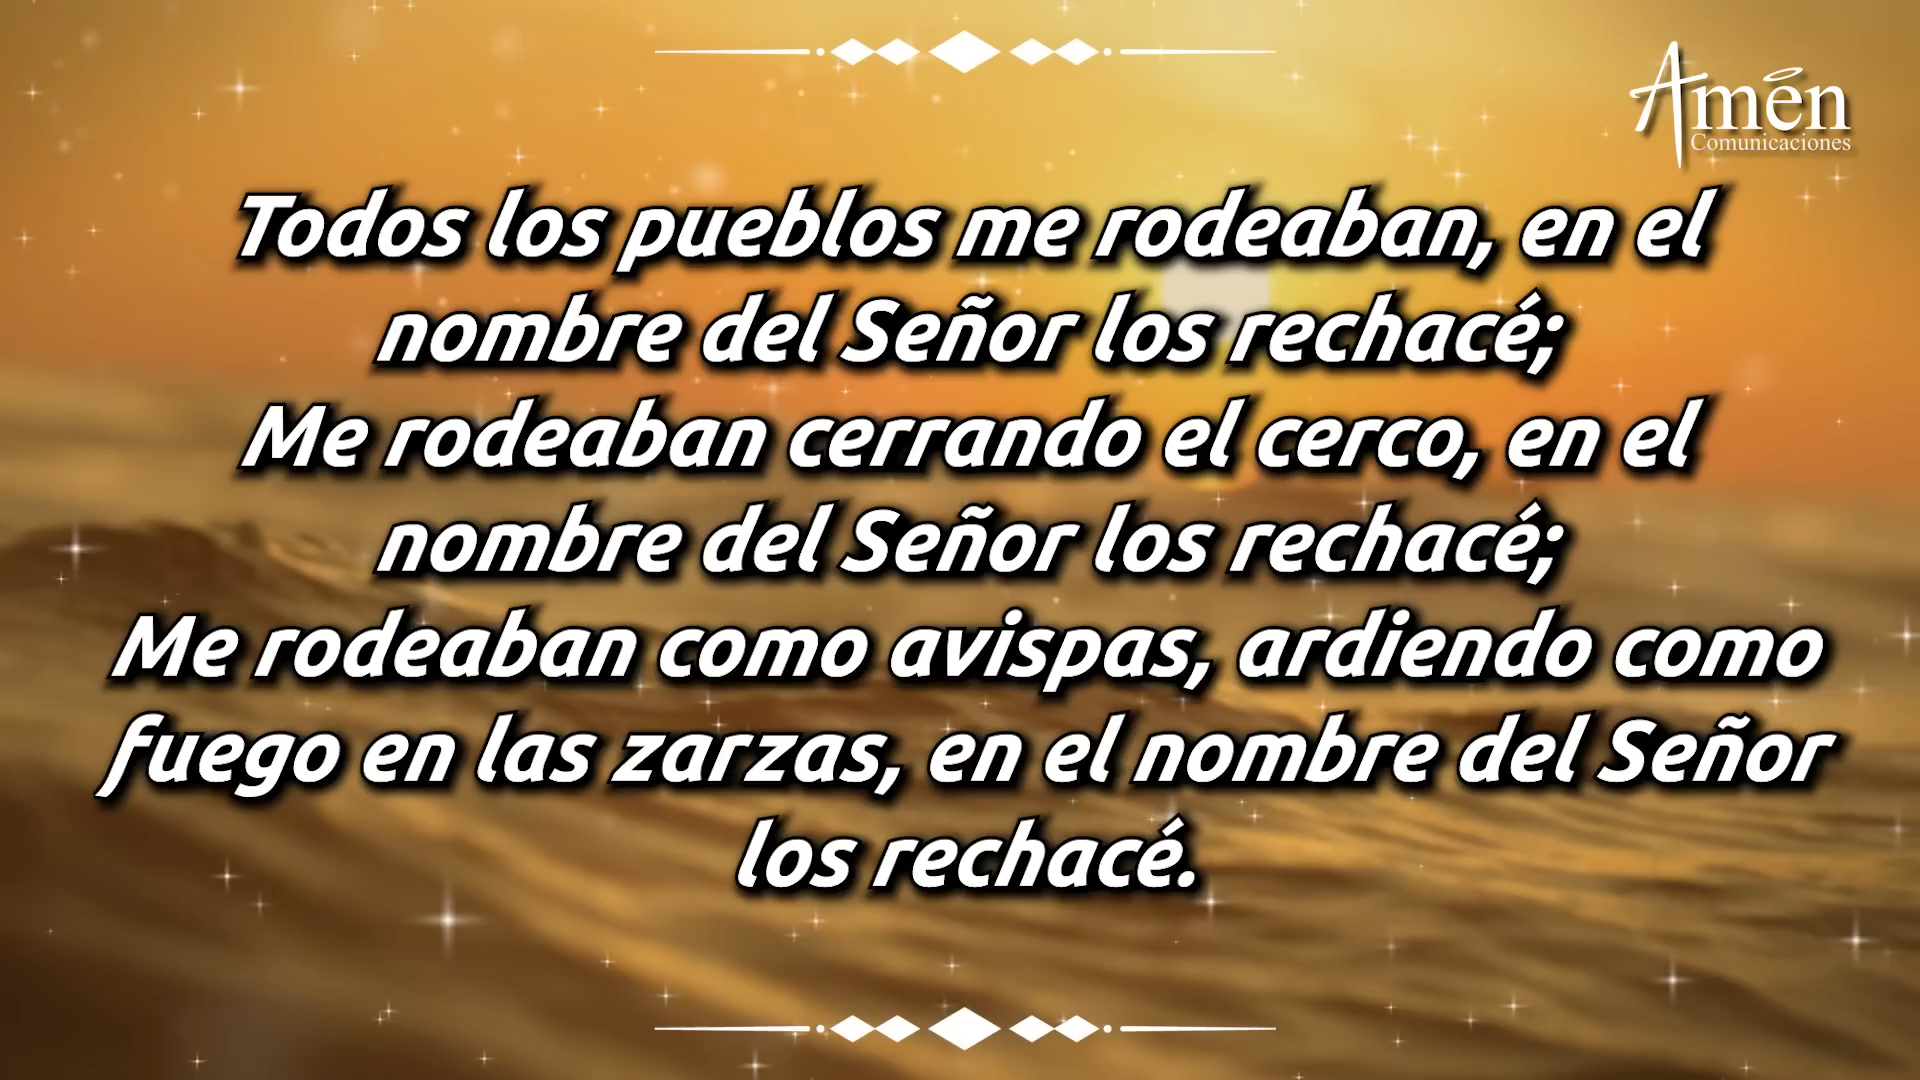 Amén
Comunicaciones
Todos los pueblos me rodeaban, en el
nombre del Señor los rechacé;
Me rodeaban cerrando el cerco, en el
nombre del Señor los rechacé;
Me rodeaban como avispas, ardiendo como
fuego en las zarzas, en el nombre del Señor
los rechacé.